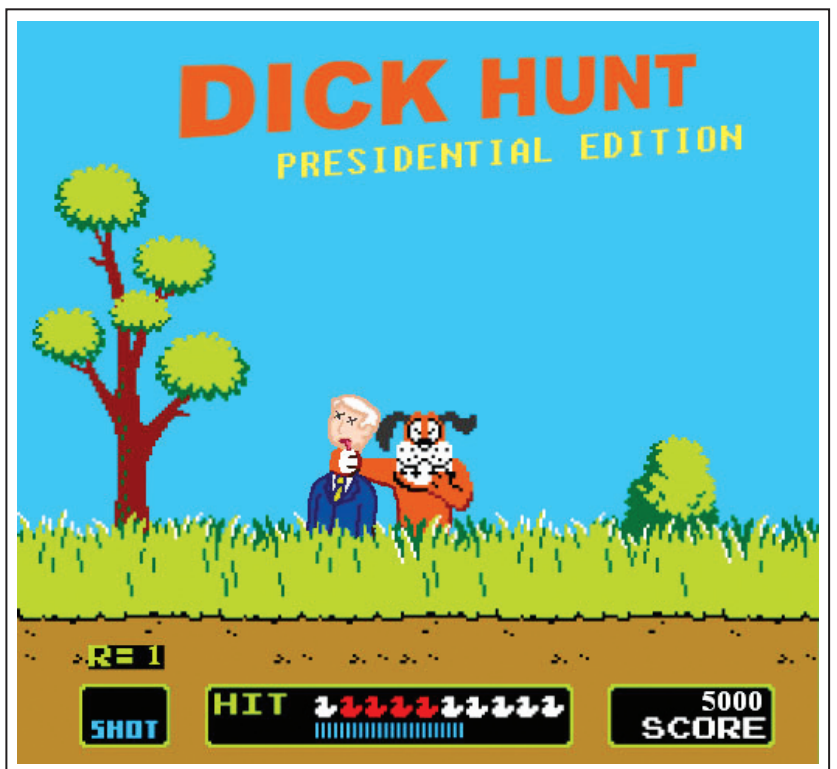 DICK HUNT
PRESIDENTIAL EDITION
R= 1
SHOT
HIT
5000
SCORE